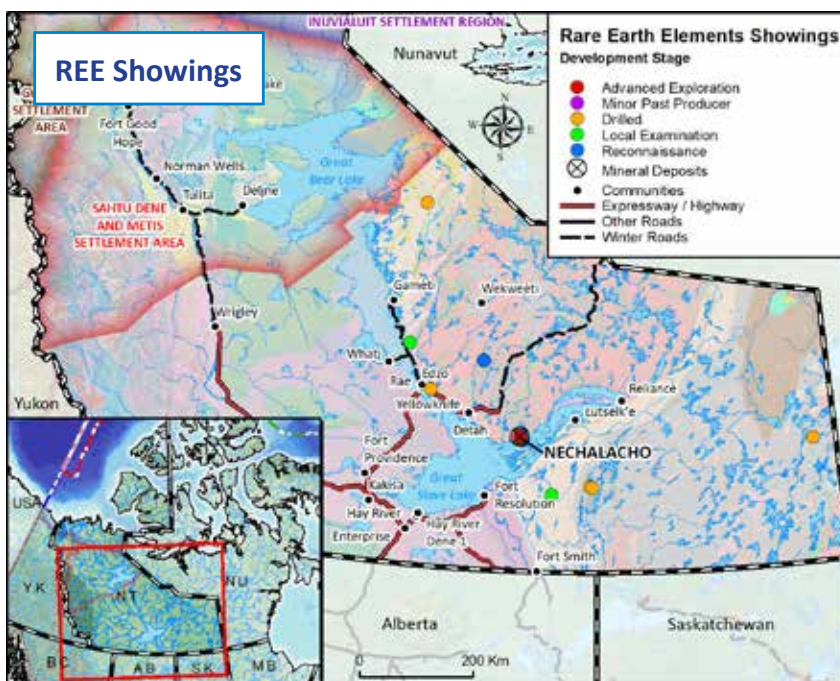 INUVIALUIT SETTLEMENT REGION
REE Showings
Nunavut
Rare Earth Elements Showings
Development Stage
Advanced Exploration
Minor Past Producer
Drilled
Local Examination
Reconnaissance
Mineral Deposits
Communities
Expressway / Highway
Other Roads
Winter Roads
N
W
E
S
SETTLEMENT
AREA
Fort Good
Hope
Norman Wells
Tulita
Deline
Great
Bear Lake
SAHTU DENE
AND METIS
SETTLEMENT AREA
Wrigley
Gameti
Wekweeti
Whati
Rae
Edzo
Yellowknife
Detah
Reliance
Lutselk'e
NECHALACHO
Yukon
Fort
Providence
Kakisa
Great
Slave Lake
Fort
Resolution
Hay River
Enterprise
Hay River
Dene 1
Fort Smith
USA
YK
NT
NU
BC
AB
SK
MB
Alberta
Saskatchewan
0
200 Km